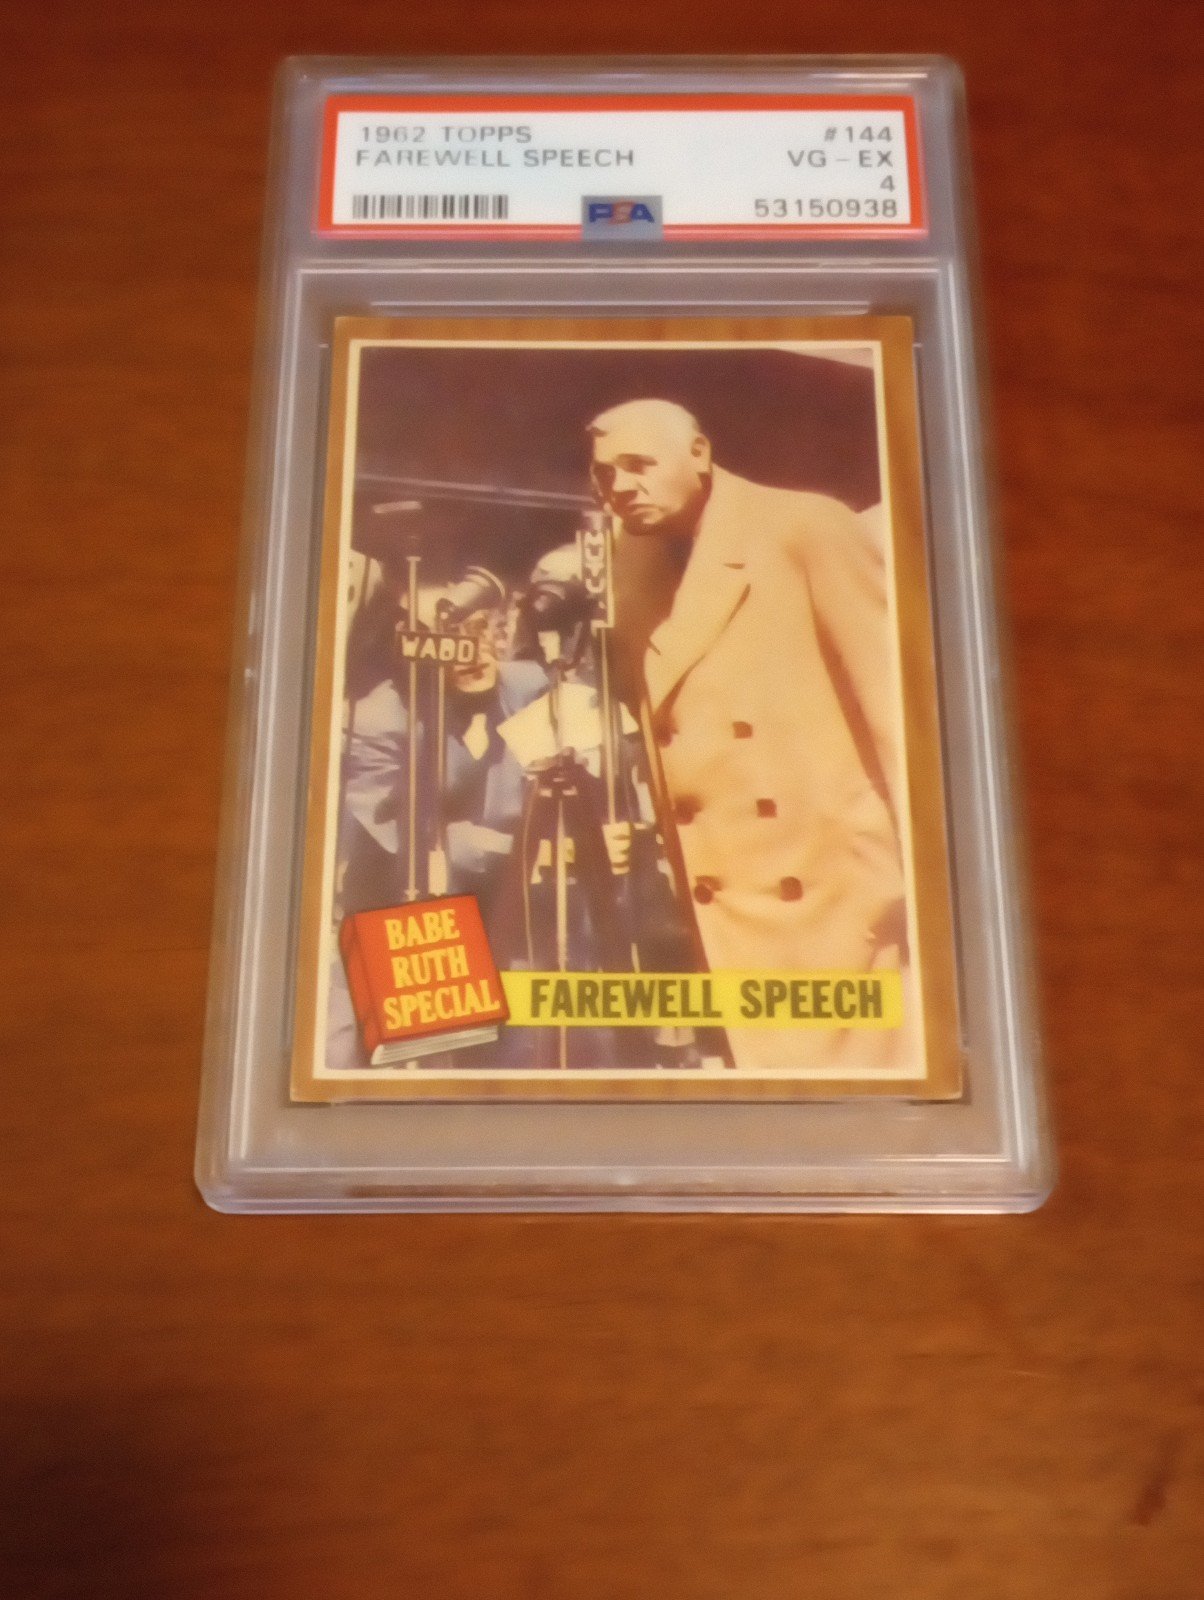 1962 TOPPS #144
FAREWELL SPEECH VG - EX
4
PSA 53150938
WABD
BABE
RUTH
SPECIAL
FAREWELL SPEECH